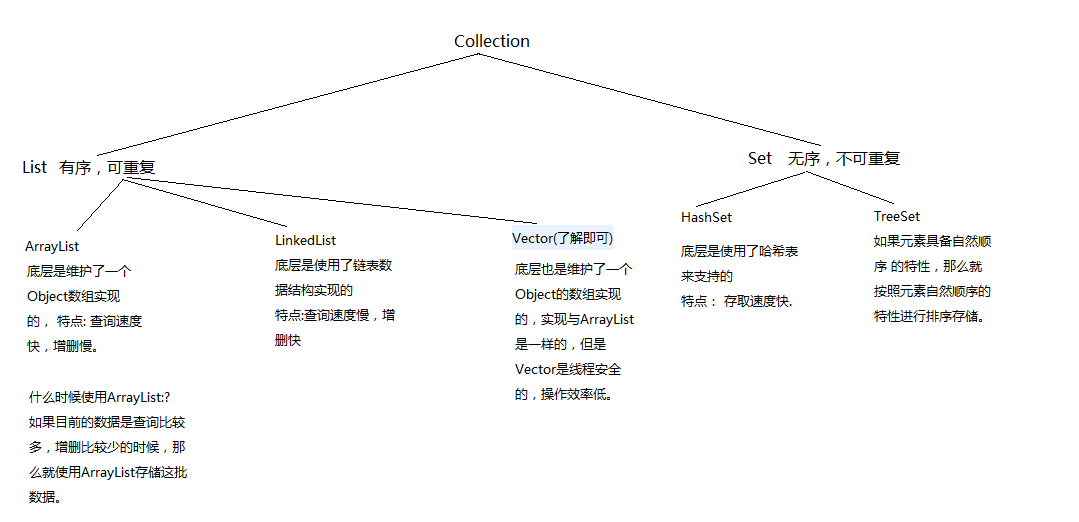 Collection
List 有序，可重复
Set 无序，不可重复
ArrayList
底层是维护了一个
Object数组实现
的， 特点: 查询速度
快，增删慢。
什么时候使用ArrayList:?
如果目前的数据是查询比较
多，增删比较少的时候，那
么就使用ArrayList存储这批
数据。
LinkedList
底层是使用了链表数
据结构实现的
特点:查询速度慢，增
删快
Vector(了解即可)
底层也是维护了一个
Object的数组实现
的，实现与ArrayList
是一样的，但是
Vector是线程安全
的，操作效率低。
HashSet
底层是使用了哈希表
来支持的
特点： 存取速度快.
TreeSet
如果元素具备自然顺
序 的特性，那么就
按照元素自然顺序的
特性进行排序存储。